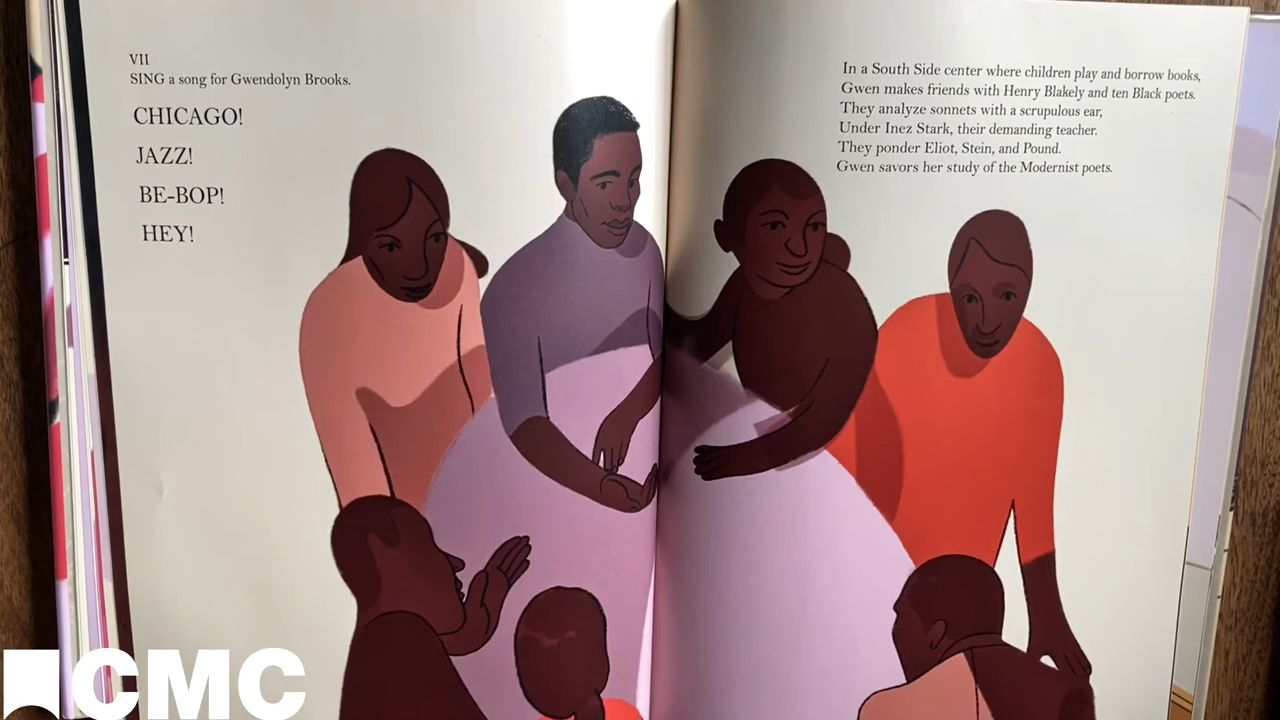 VII
SING a song for Gwendolyn Brooks.
CHICAGO!
JAZZ!
BE-BOP!
HEY!
In a South Side center where children play and borrow books,
Gwen makes friends with Henry Blakely and ten Black poets.
They analyze sonnets with a scrupulous ear,
Under Inez Stark, their demanding teacher.
They ponder Eliot, Stein, and Pound.
Gwen savors her study of the Modernist poets.
CMC